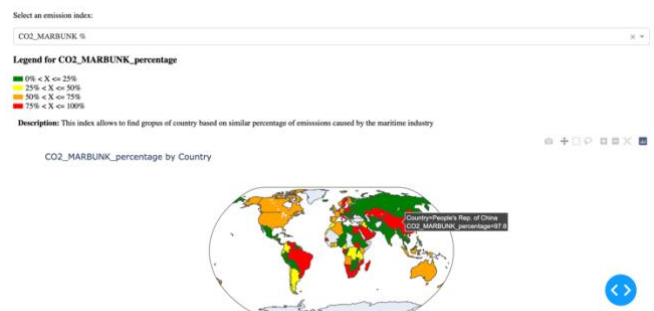 Select an emission index:
CO2_MARBUNK %
Legend for CO2_MARBUNK_percentage
0% < X <= 25%
25% < X <= 50%
50% < X <= 75%
75% < X <= 100%
Description: This index allows to find gropus of country based on similar percentage of emisssions caused by the maritime industry
CO2_MARBUNK_percentage by Country
Country=People's Rep. of China
CO2_MARBUNK_percentage=97.8